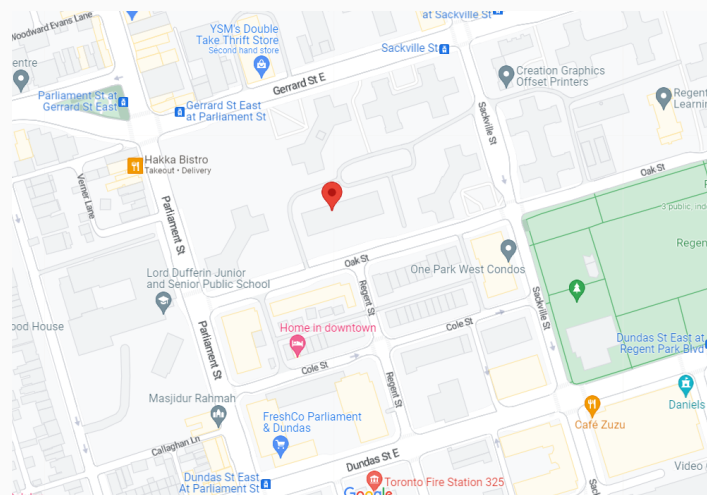 Woodward Evans Lane
YSM's Double
Take Thrift Store
Second hand store
at Sackville St
Sackville St
entre
Gerrard St E
Creation Graphics
Offset Printers
Regent
Learnin
Parliament St at
Gerrard St East
Gerrard St East
at Parliament St
Sackville St
Hakka Bistro
Takeout • Delivery
Oak St
Verner Lane
Parliament St
3 public, ind
Regen
Oak St
Lord Dufferin Junior
and Senior Public School
One Park West Condos
Regent St
Sackville St
ood House
Parliament St
Home in downtown
Cole St
Dundas St East at
Regent Park Blvd
Cole St
Regent St
Masjidur Rahmah
FreshCo Parliament
& Dundas
Daniels
Café Zuzu
Callaghan Ln
Dundas St E
Video
Dundas St East
At Parliament St
Toronto Fire Station 325
Google